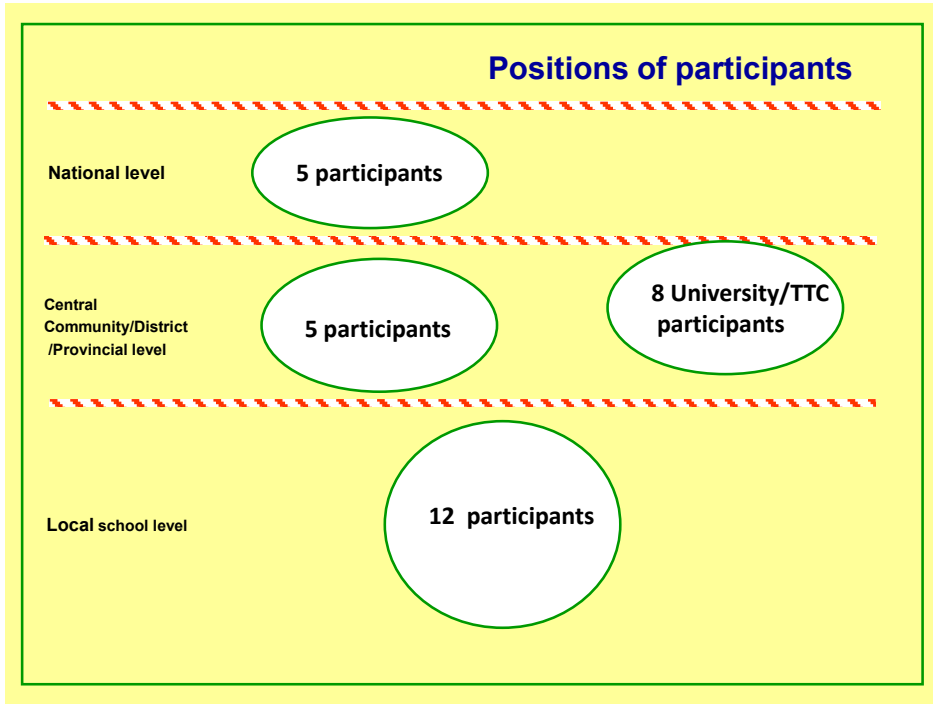 Positions of participants
National level
5 participants
Central
Community/District
/Provincial level
5 participants
8 University/TTC
participants
Local school level
12 participants